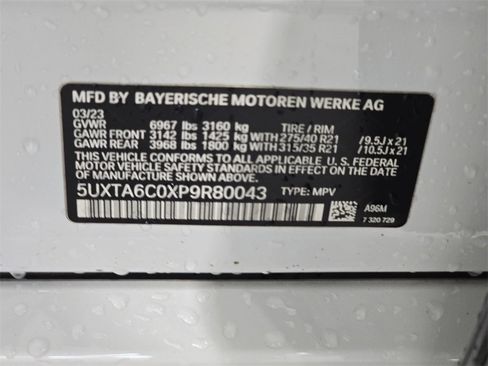 MFD BY BAYERISCHE MOTOREN WERKE AG
03/23
GVWR 6967 lbs 3160 kg TIRE / RIM
GAWR FRONT 3142 lbs 1425 kg WITH 275/40 R21 / 9.5J x 21
GAWR REAR 3968 lbs 1800 kg WITH 315/35 R21 / 10.5J x 21
THIS VEHICLE CONFORMS TO ALL APPLICABLE U. S. FEDERAL
MOTOR VEHICLE SAFETY STANDARDS IN EFFECT ON THE DATE OF
MANUFACTURE SHOWN ABOVE.
5UXTA6C0XP9R80043 TYPE: MPV
A96M
7 320 729